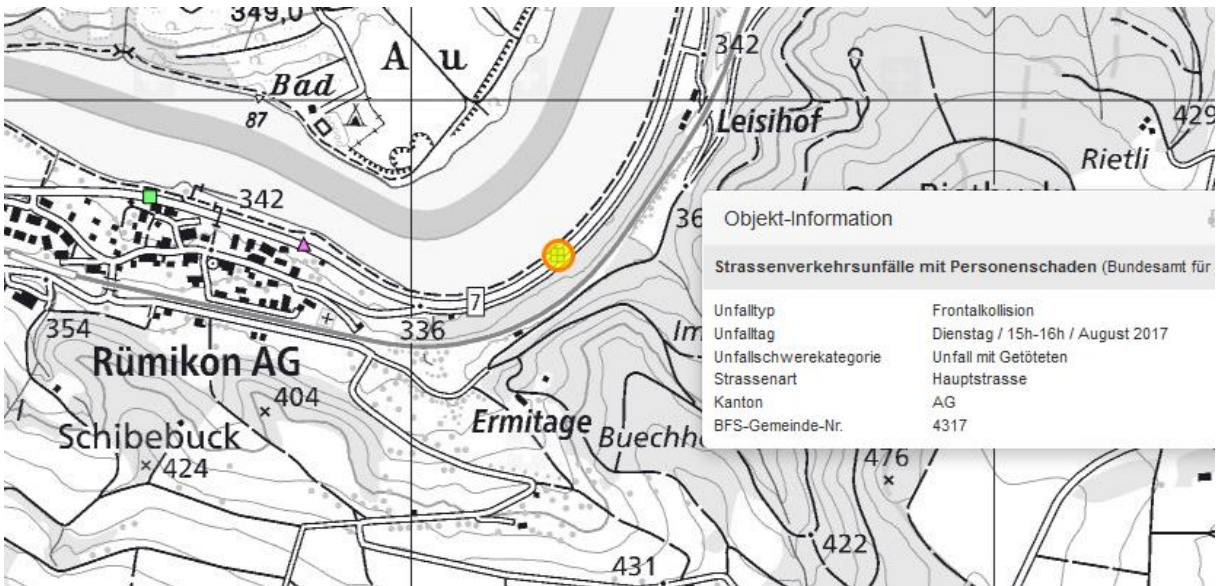 349,0
342
A u
Bad
87
Leisihof
429
Rietli
342
Objekt-Information
Strassenverkehrsunfälle mit Personenschaden (Bundesamt für
Unfalltyp Frontalkollision
Unfalltag Dienstag / 15h-16h / August 2017
Unfallschwerekategorie Unfall mit Getöteten
Strassenart Hauptstrasse
Kanton AG
BFS-Gemeinde-Nr. 4317
7
336
354
Rümikon AG
404
Ermitage
Schibebuck
424
476
422
431